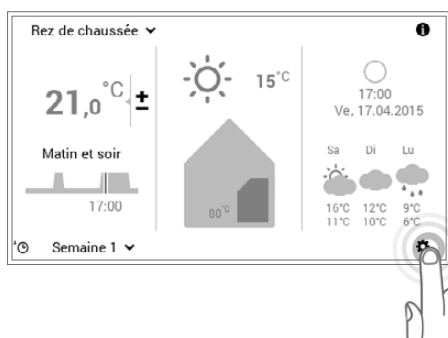 Rez de chaussée
21,0 °C ±
15°C
17:00
Ve, 17.04.2015
Matin et soir
17:00
80°C
Sa Di Lu
16°C 12°C 9°C
11°C 10°C 6°C
Semaine 1